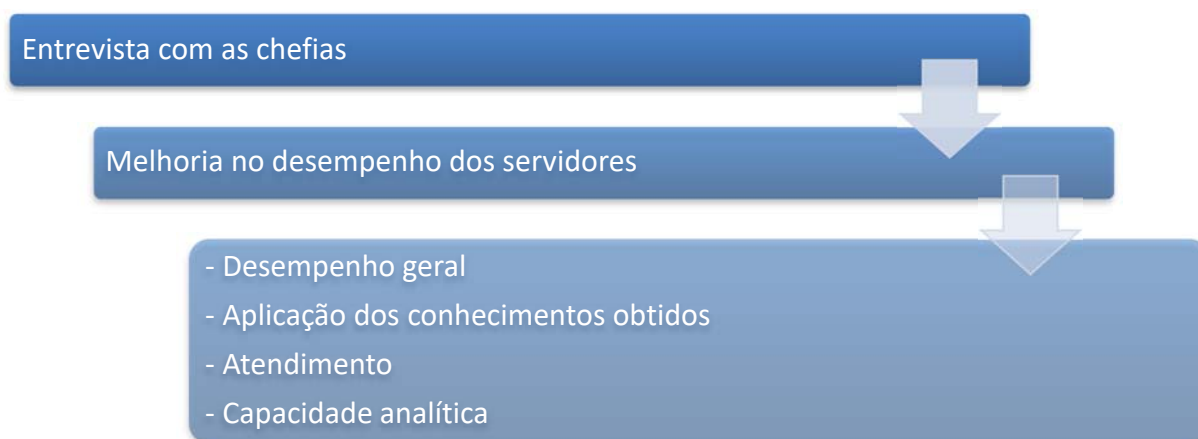 Entrevista com as chefias
Melhoria no desempenho dos servidores
- Desempenho geral
- Aplicação dos conhecimentos obtidos
- Atendimento
- Capacidade analítica